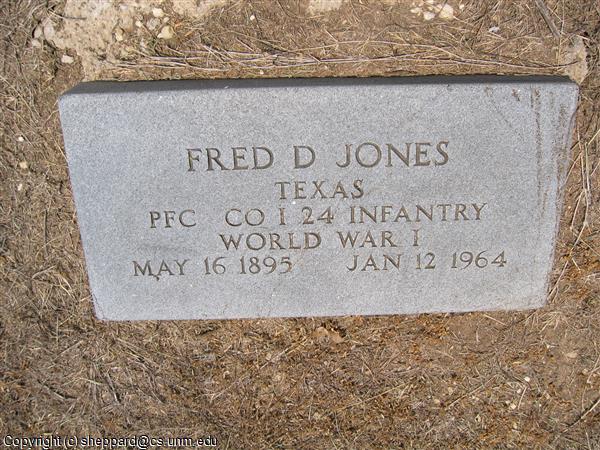 FRED D JONES
TEXAS
PFC CO I 24 INFANTRY
WORLD WAR I
MAY 16 1895 JAN 12 1964
Copyright (c) sheppard@cs.unm.edu